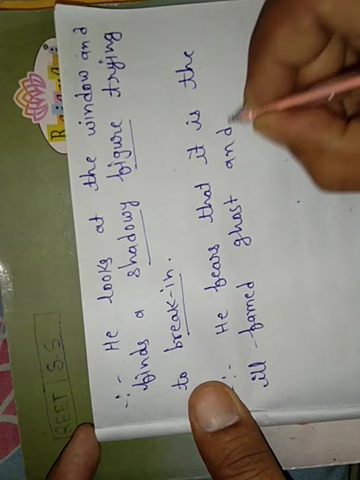 :- He looks at the window and
finds a shadowy figure trying
to break-in.
:- He fears that it is the
ill-famed ghost and
REET S.S